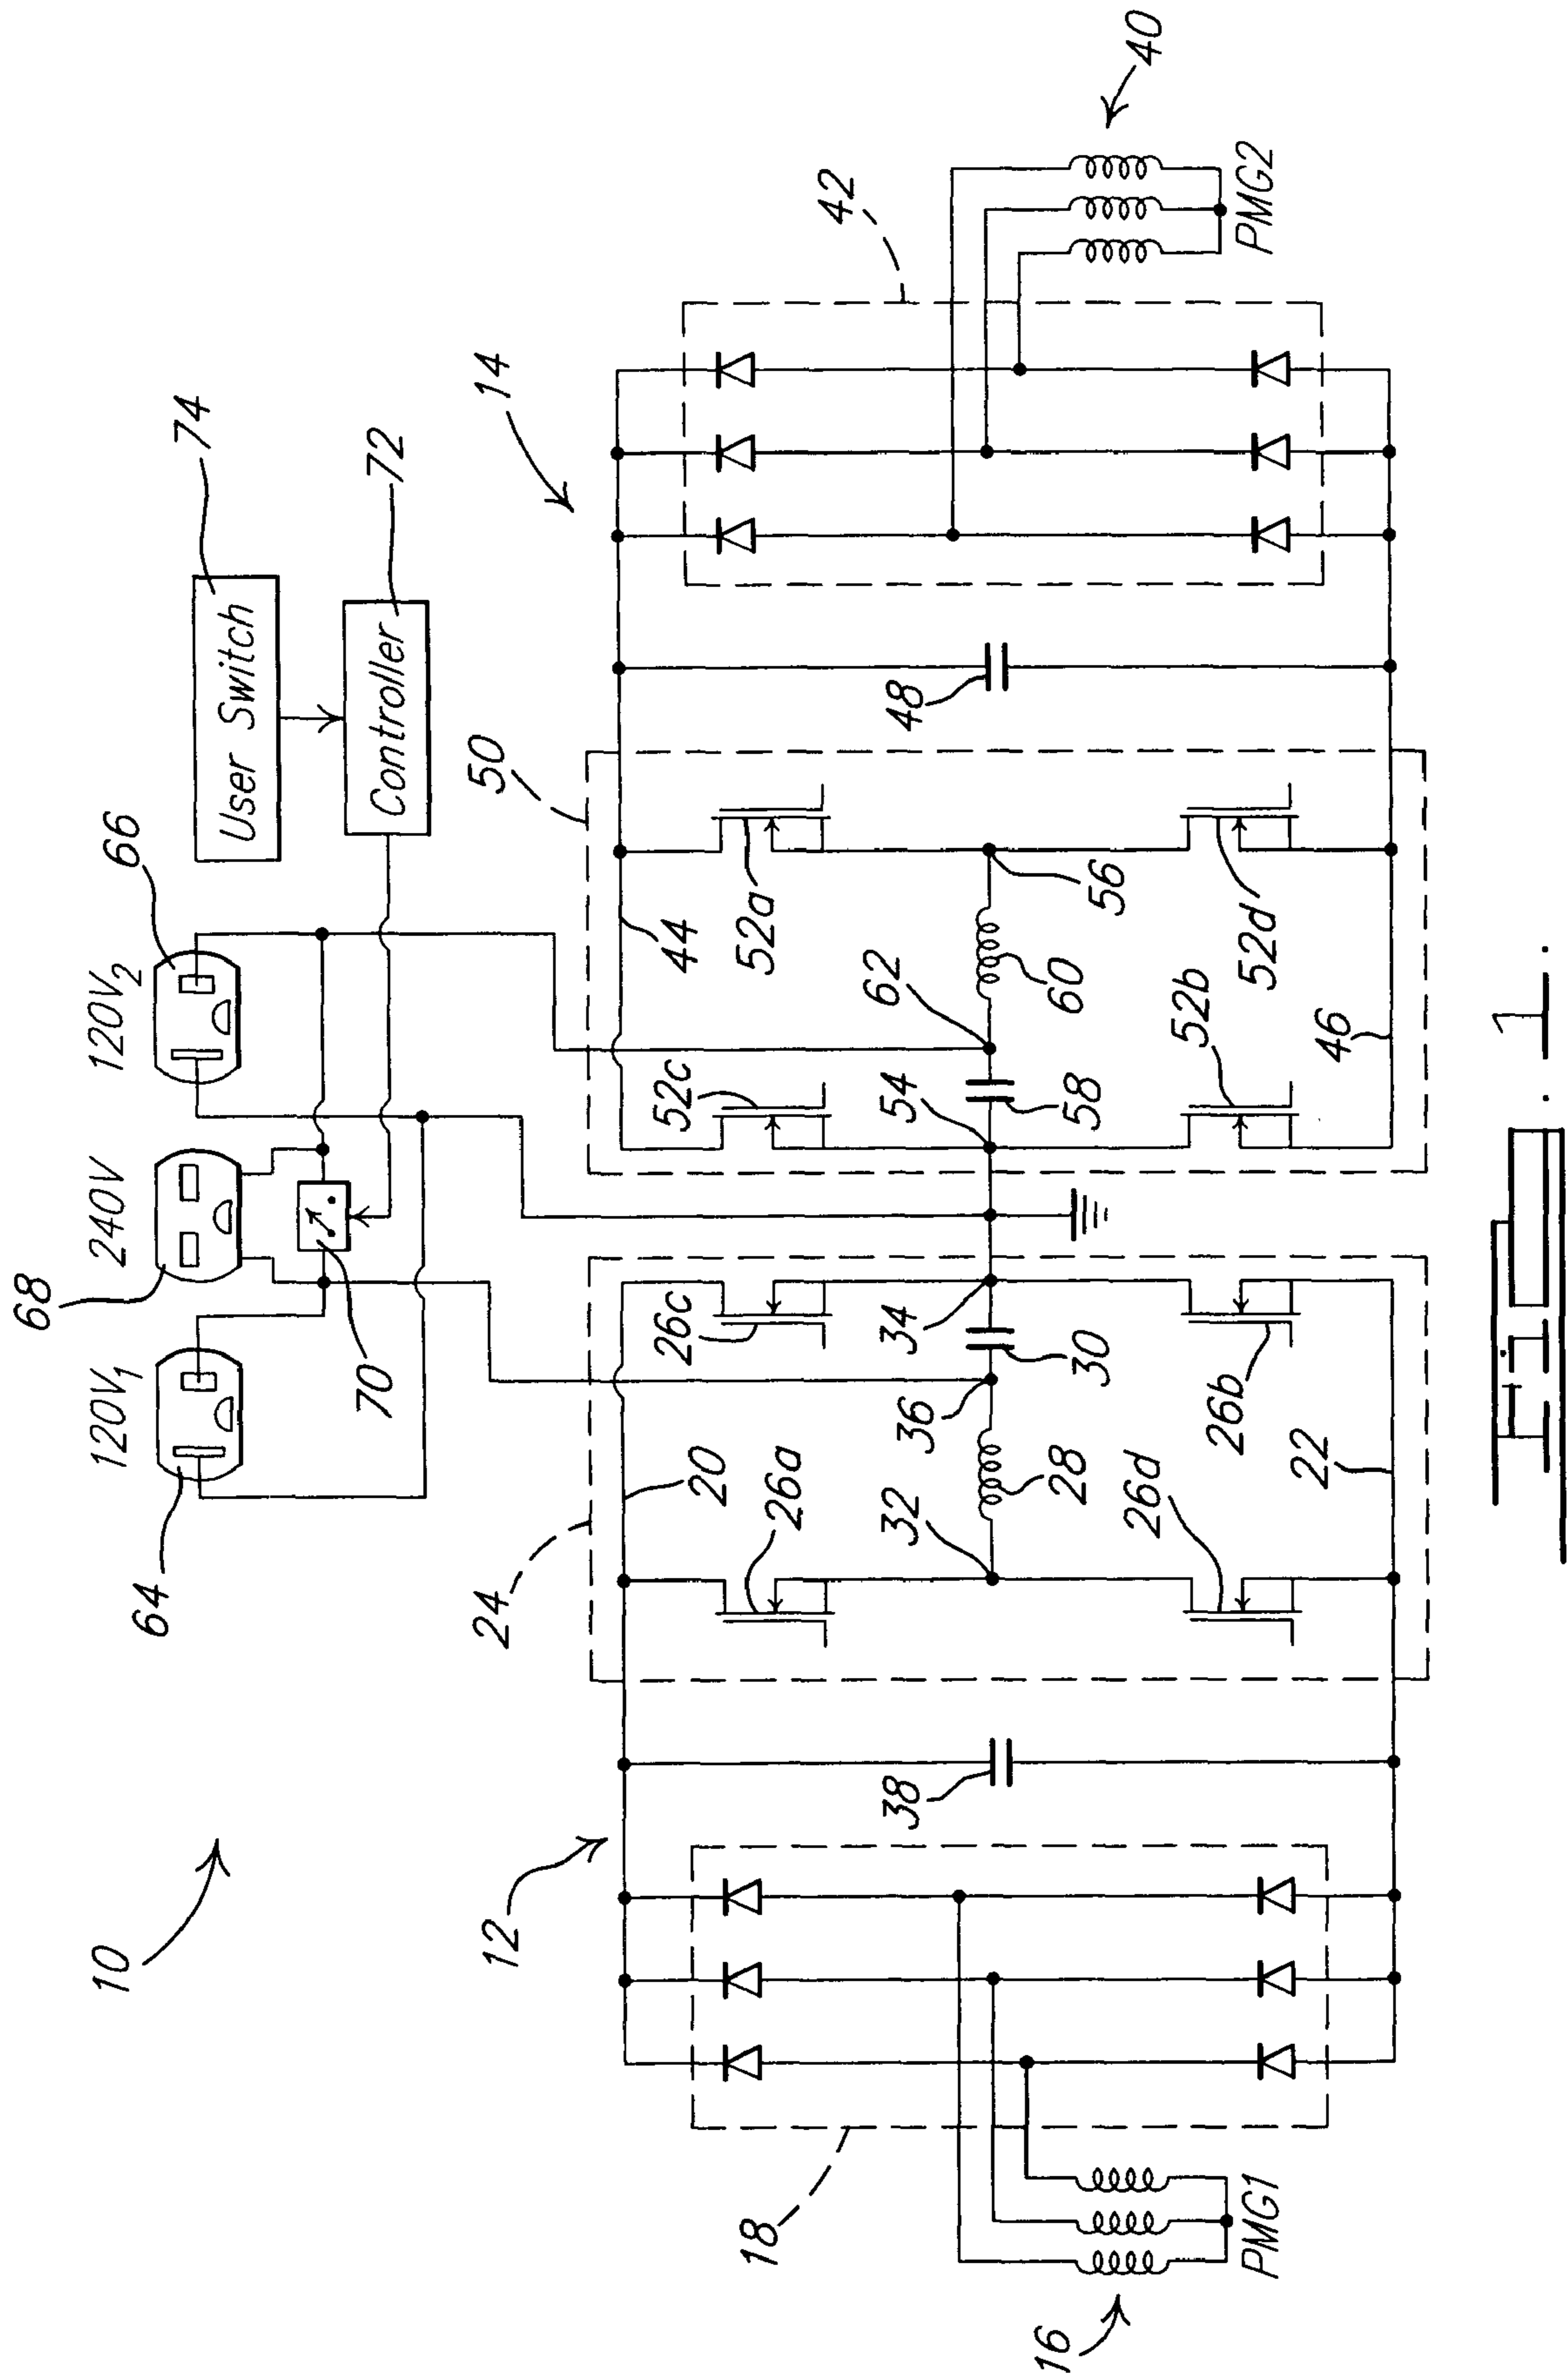 10
68
120V1
240V
120V2
66
74
User Switch
64
70
Controller
72
12
24
50
14
20
44
26a
26c
52c
52a
42
18
38
32
36
34
54
62
56
48
40
28
30
58
60
26d
26b
52b
52d
22
46
16
PMG1
PMG2
Fig. 1.